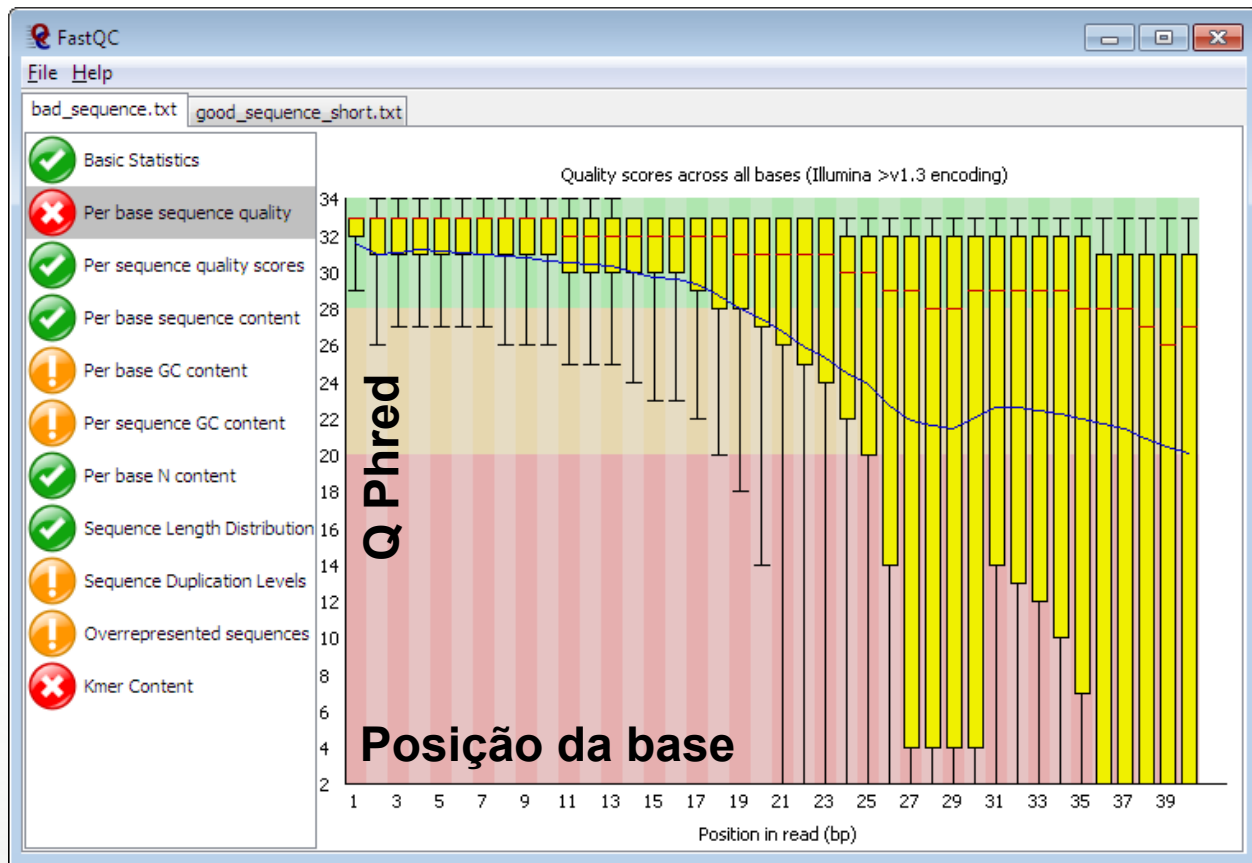 FastQC
File Help
bad_sequence.txt good_sequence_short.txt
Basic Statistics
Per base sequence quality
Per sequence quality scores
Per base sequence content
Per base GC content
Per sequence GC content
Per base N content
Sequence Length Distribution
Sequence Duplication Levels
Overrepresented sequences
Kmer Content
Quality scores across all bases (Illumina >v1.3 encoding)
34
32
30
28
26
24
22
20
18
16
14
12
10
8
6
4
2
Q Phred
Posição da base
1 3 5 7 9 11 13 15 17 19 21 23 25 27 29 31 33 35 37 39
Position in read (bp)